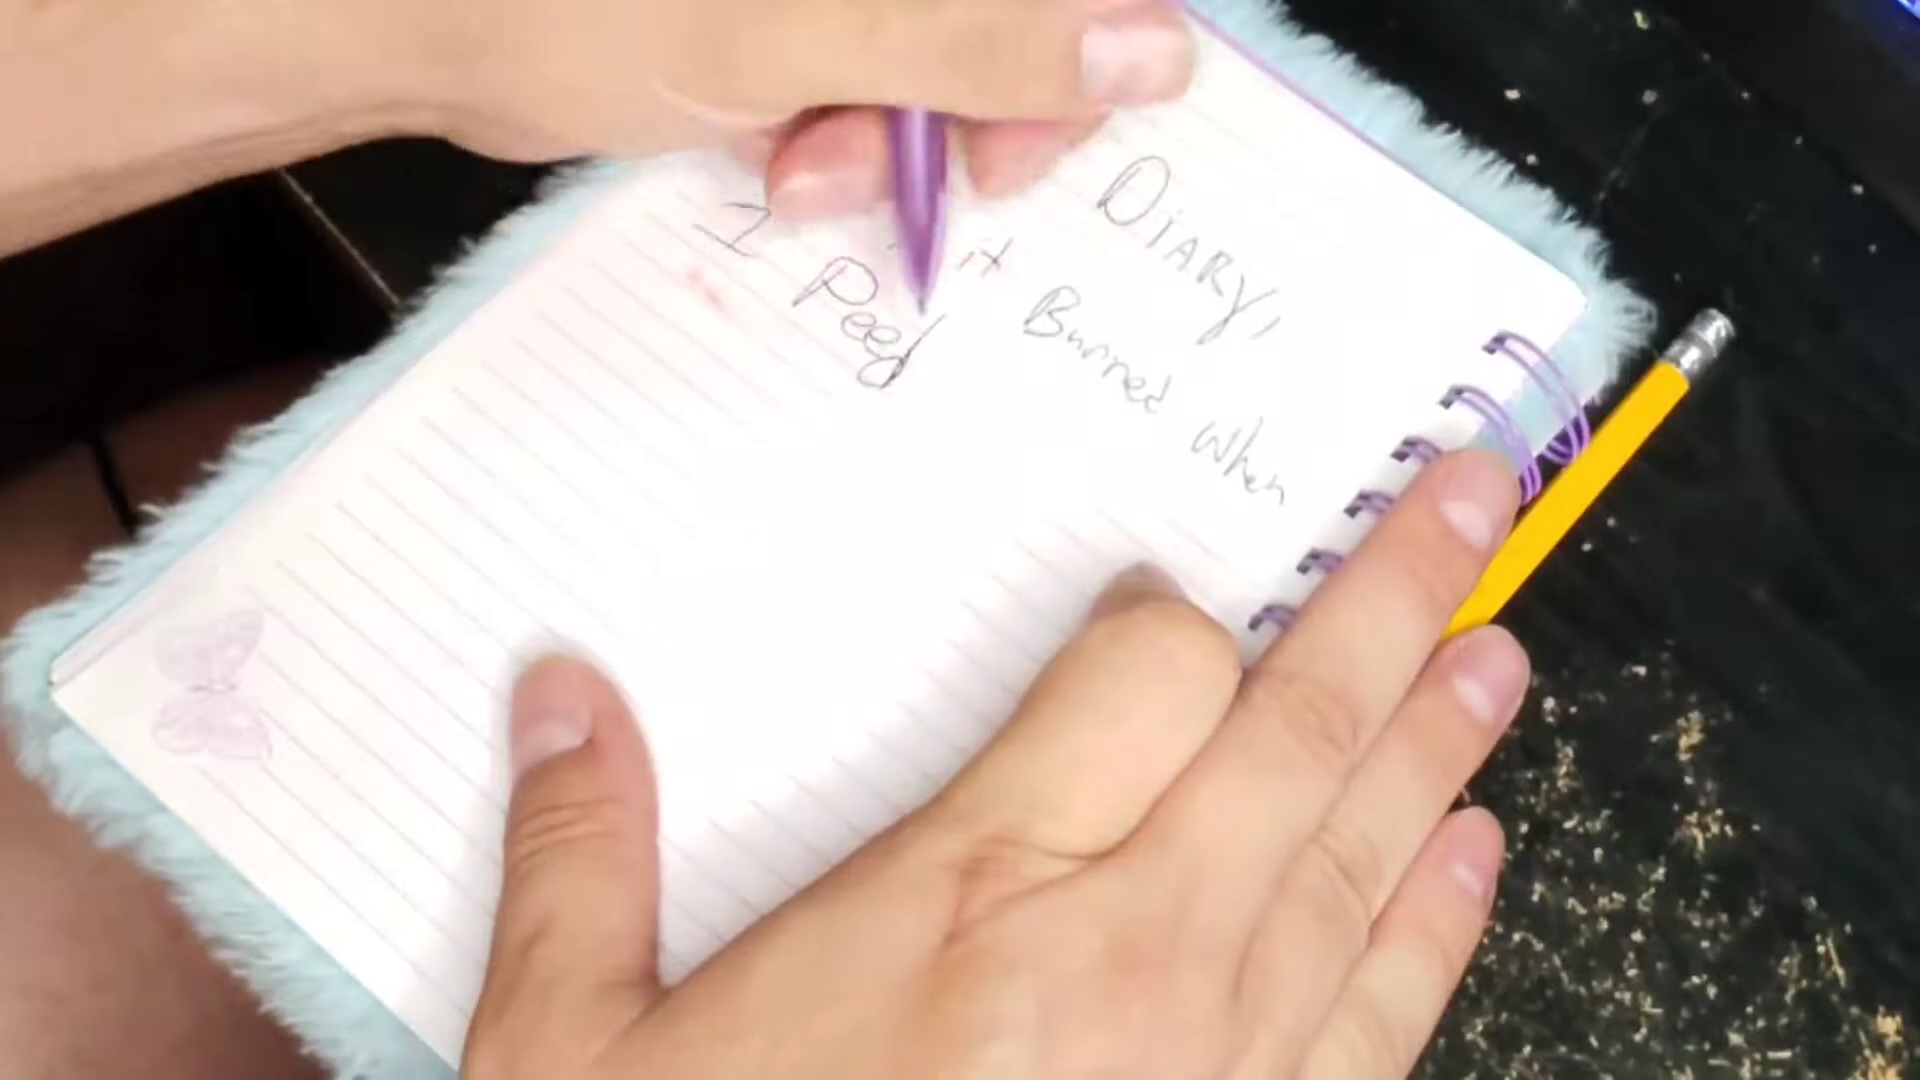 Diary,
it Burned when
I Peed